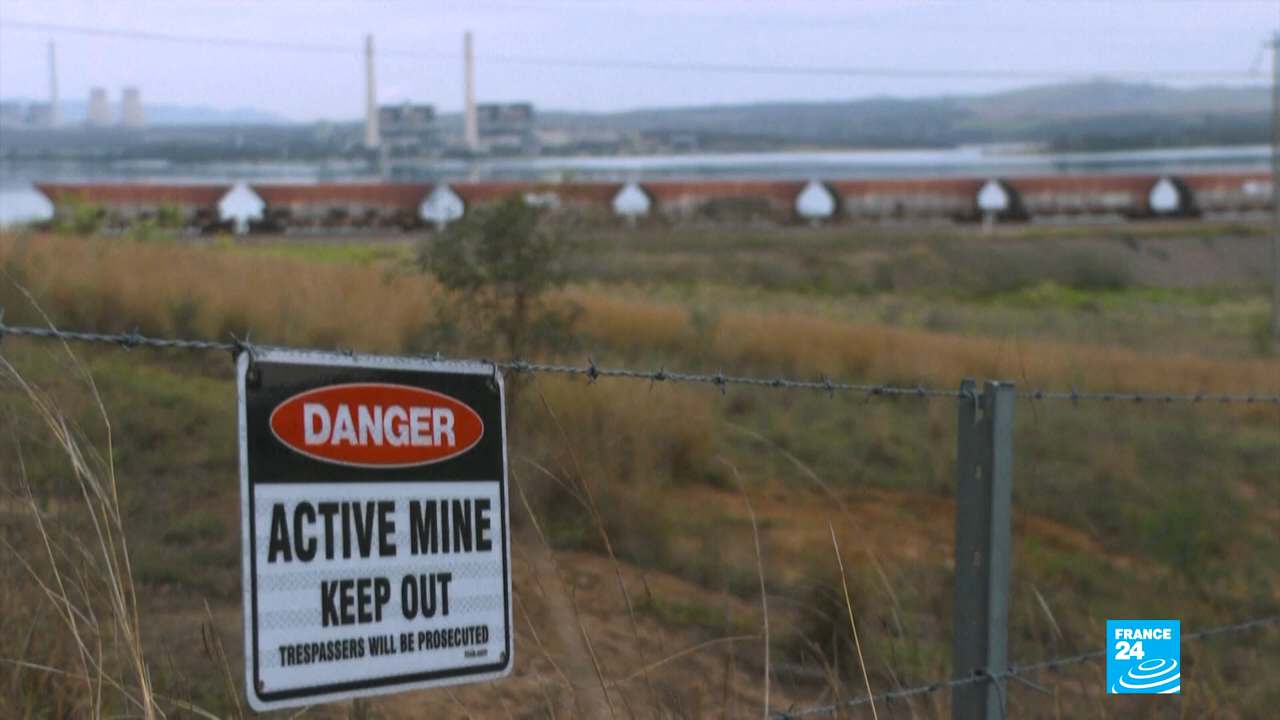 DANGER
ACTIVE MINE
KEEP OUT
TRESPASSERS WILL BE PROSECUTED
FRANCE
24